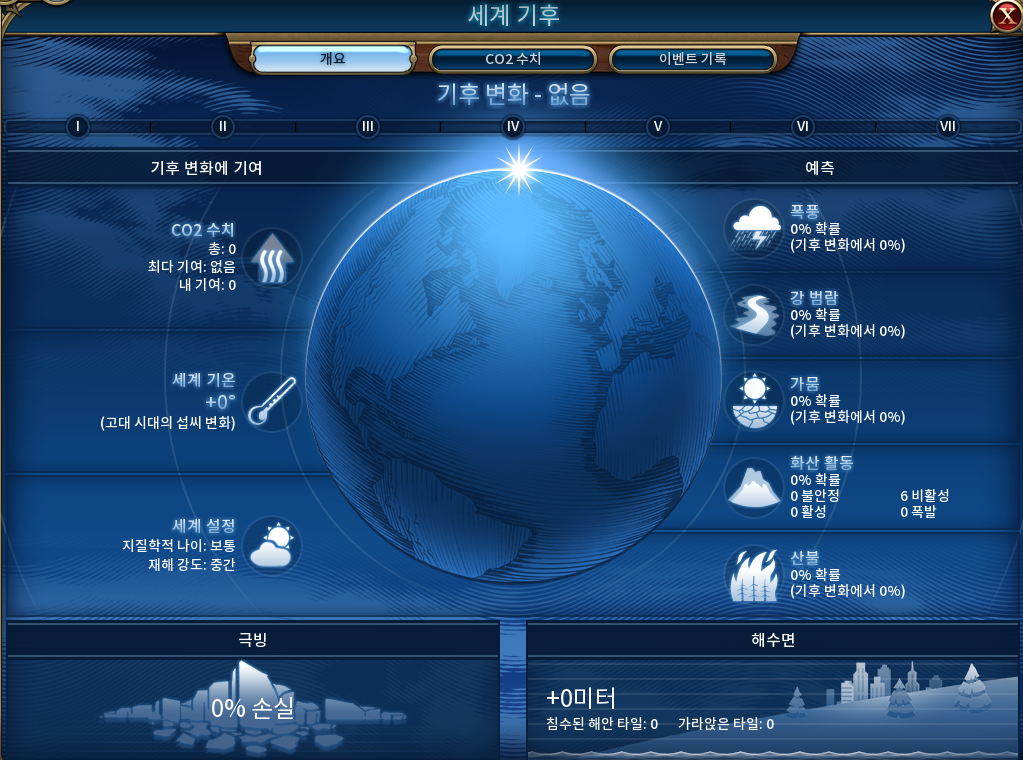 세계 기후
X
개요
CO2 수치
이벤트 기록
기후 변화 - 없음
I II III IV V VI VII
기후 변화에 기여
CO2 수치
총: 0
최다 기여: 없음
내 기여: 0
세계 기온
+0°
(고대 시대의 섭씨 변화)
세계 설정
지질학적 나이: 보통
재해 강도: 중간
예측
폭풍
0% 확률
(기후 변화에서 0%)
강 범람
0% 확률
(기후 변화에서 0%)
가뭄
0% 확률
(기후 변화에서 0%)
화산 활동
0% 확률
0 불안정 6 비활성
0 활성 0 폭발
산불
0% 확률
(기후 변화에서 0%)
극빙
0% 손실
해수면
+0미터
침수된 해안 타일: 0 가라앉은 타일: 0